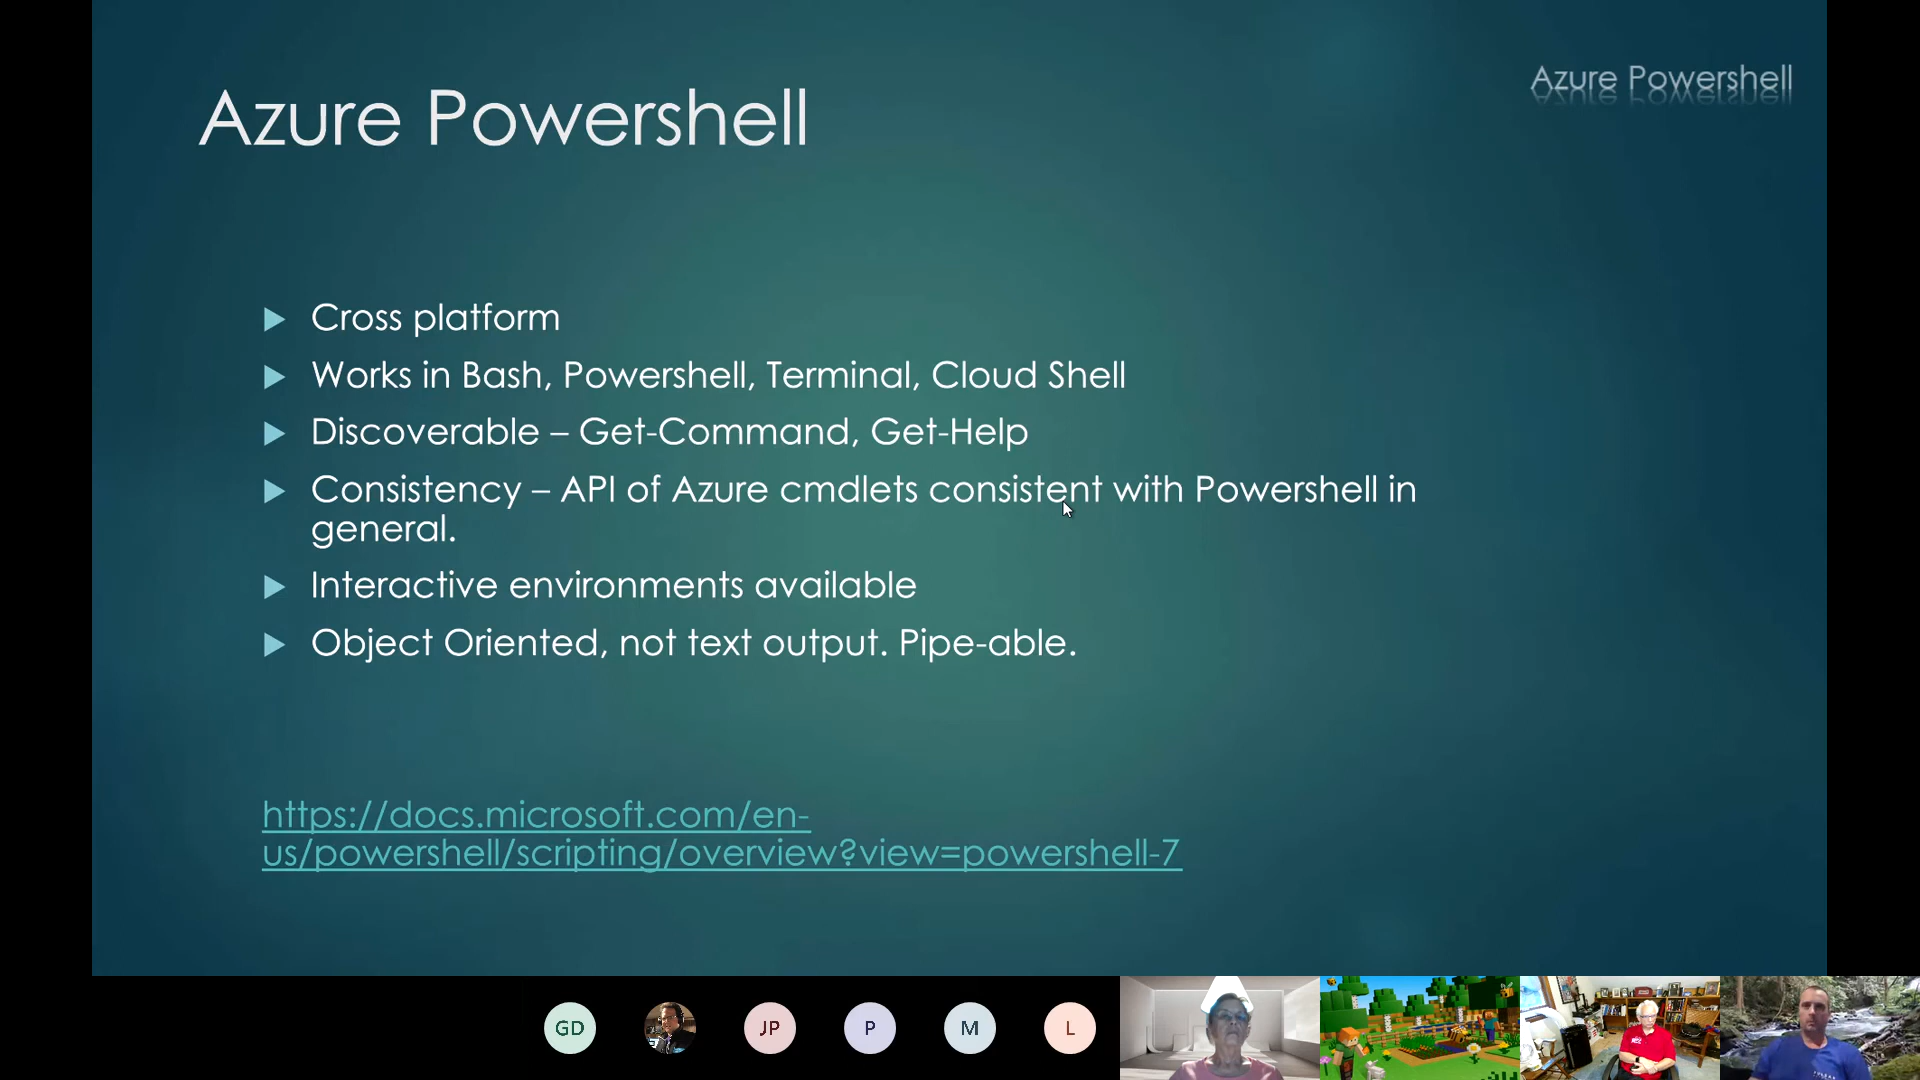 Azure Powershell
Azure Powershell
Cross platform
Works in Bash, Powershell, Terminal, Cloud Shell
Discoverable – Get-Command, Get-Help
Consistency – API of Azure cmdlets consistent with Powershell in
general.
Interactive environments available
Object Oriented, not text output. Pipe-able.
https://docs.microsoft.com/en-
us/powershell/scripting/overview?view=powershell-7
GD
JP
P
M
L